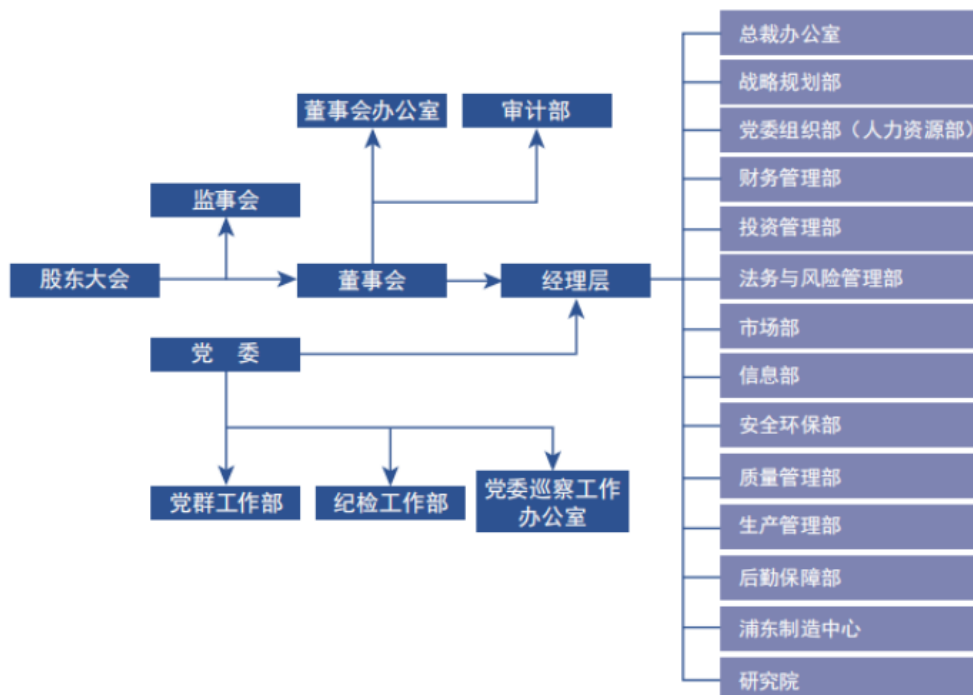 总裁办公室
战略规划部
董事会办公室
审计部
党委组织部（人力资源部）
财务管理部
监事会
投资管理部
股东大会
董事会
经理层
法务与风险管理部
市场部
党 委
信息部
安全环保部
党群工作部
纪检工作部
党委巡察工作
办公室
质量管理部
生产管理部
后勤保障部
浦东制造中心
研究院